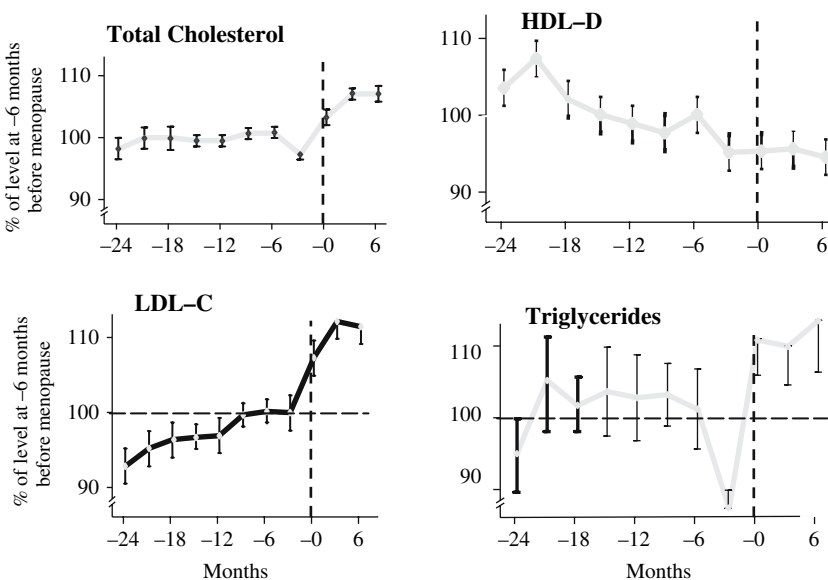 Total Cholesterol
% of level at –6 months
before menopause
110
100
90
–24 –18 –12 –6 –0 6
HDL–D
110
100
90
–24 –18 –12 –6 –0 6
LDL–C
% of level at –6 months
before menopause
110
100
90
–24 –18 –12 –6 –0 6
Months
Triglycerides
110
100
90
–24 –18 –12 –6 –0 6
Months